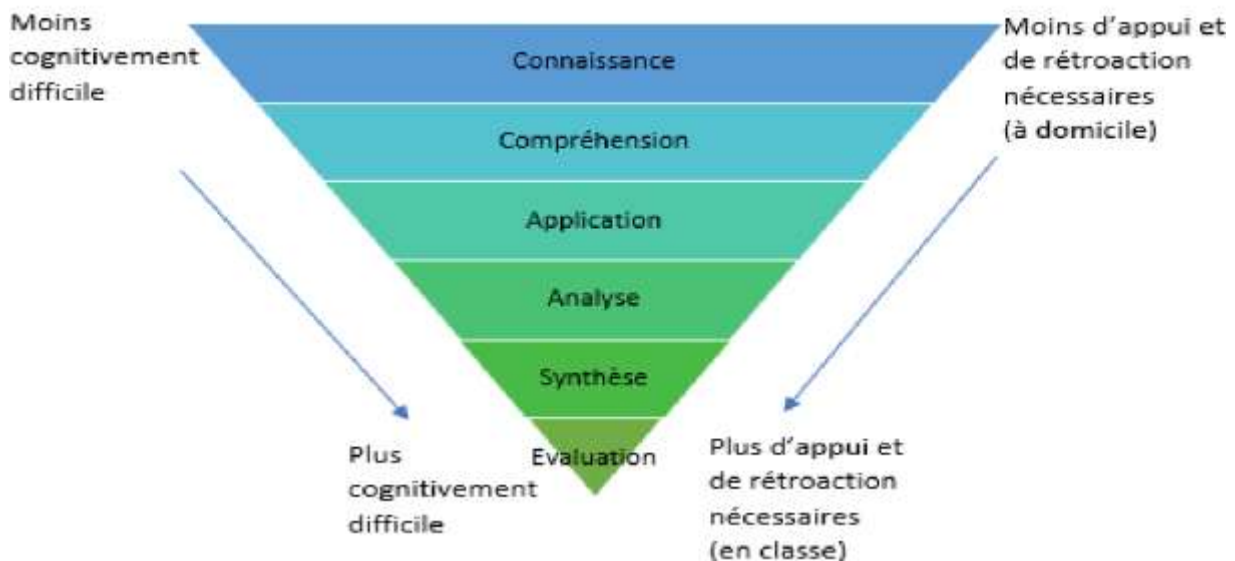 Moins
cognitivement
difficile
Moins d'appui et
de rétroaction
nécessaires
(à domicile)
Connaissance
Compréhension
Application
Analyse
Synthèse
Evaluation
Plus
cognitivement
difficile
Plus d'appui et
de rétroaction
nécessaires
(en classe)